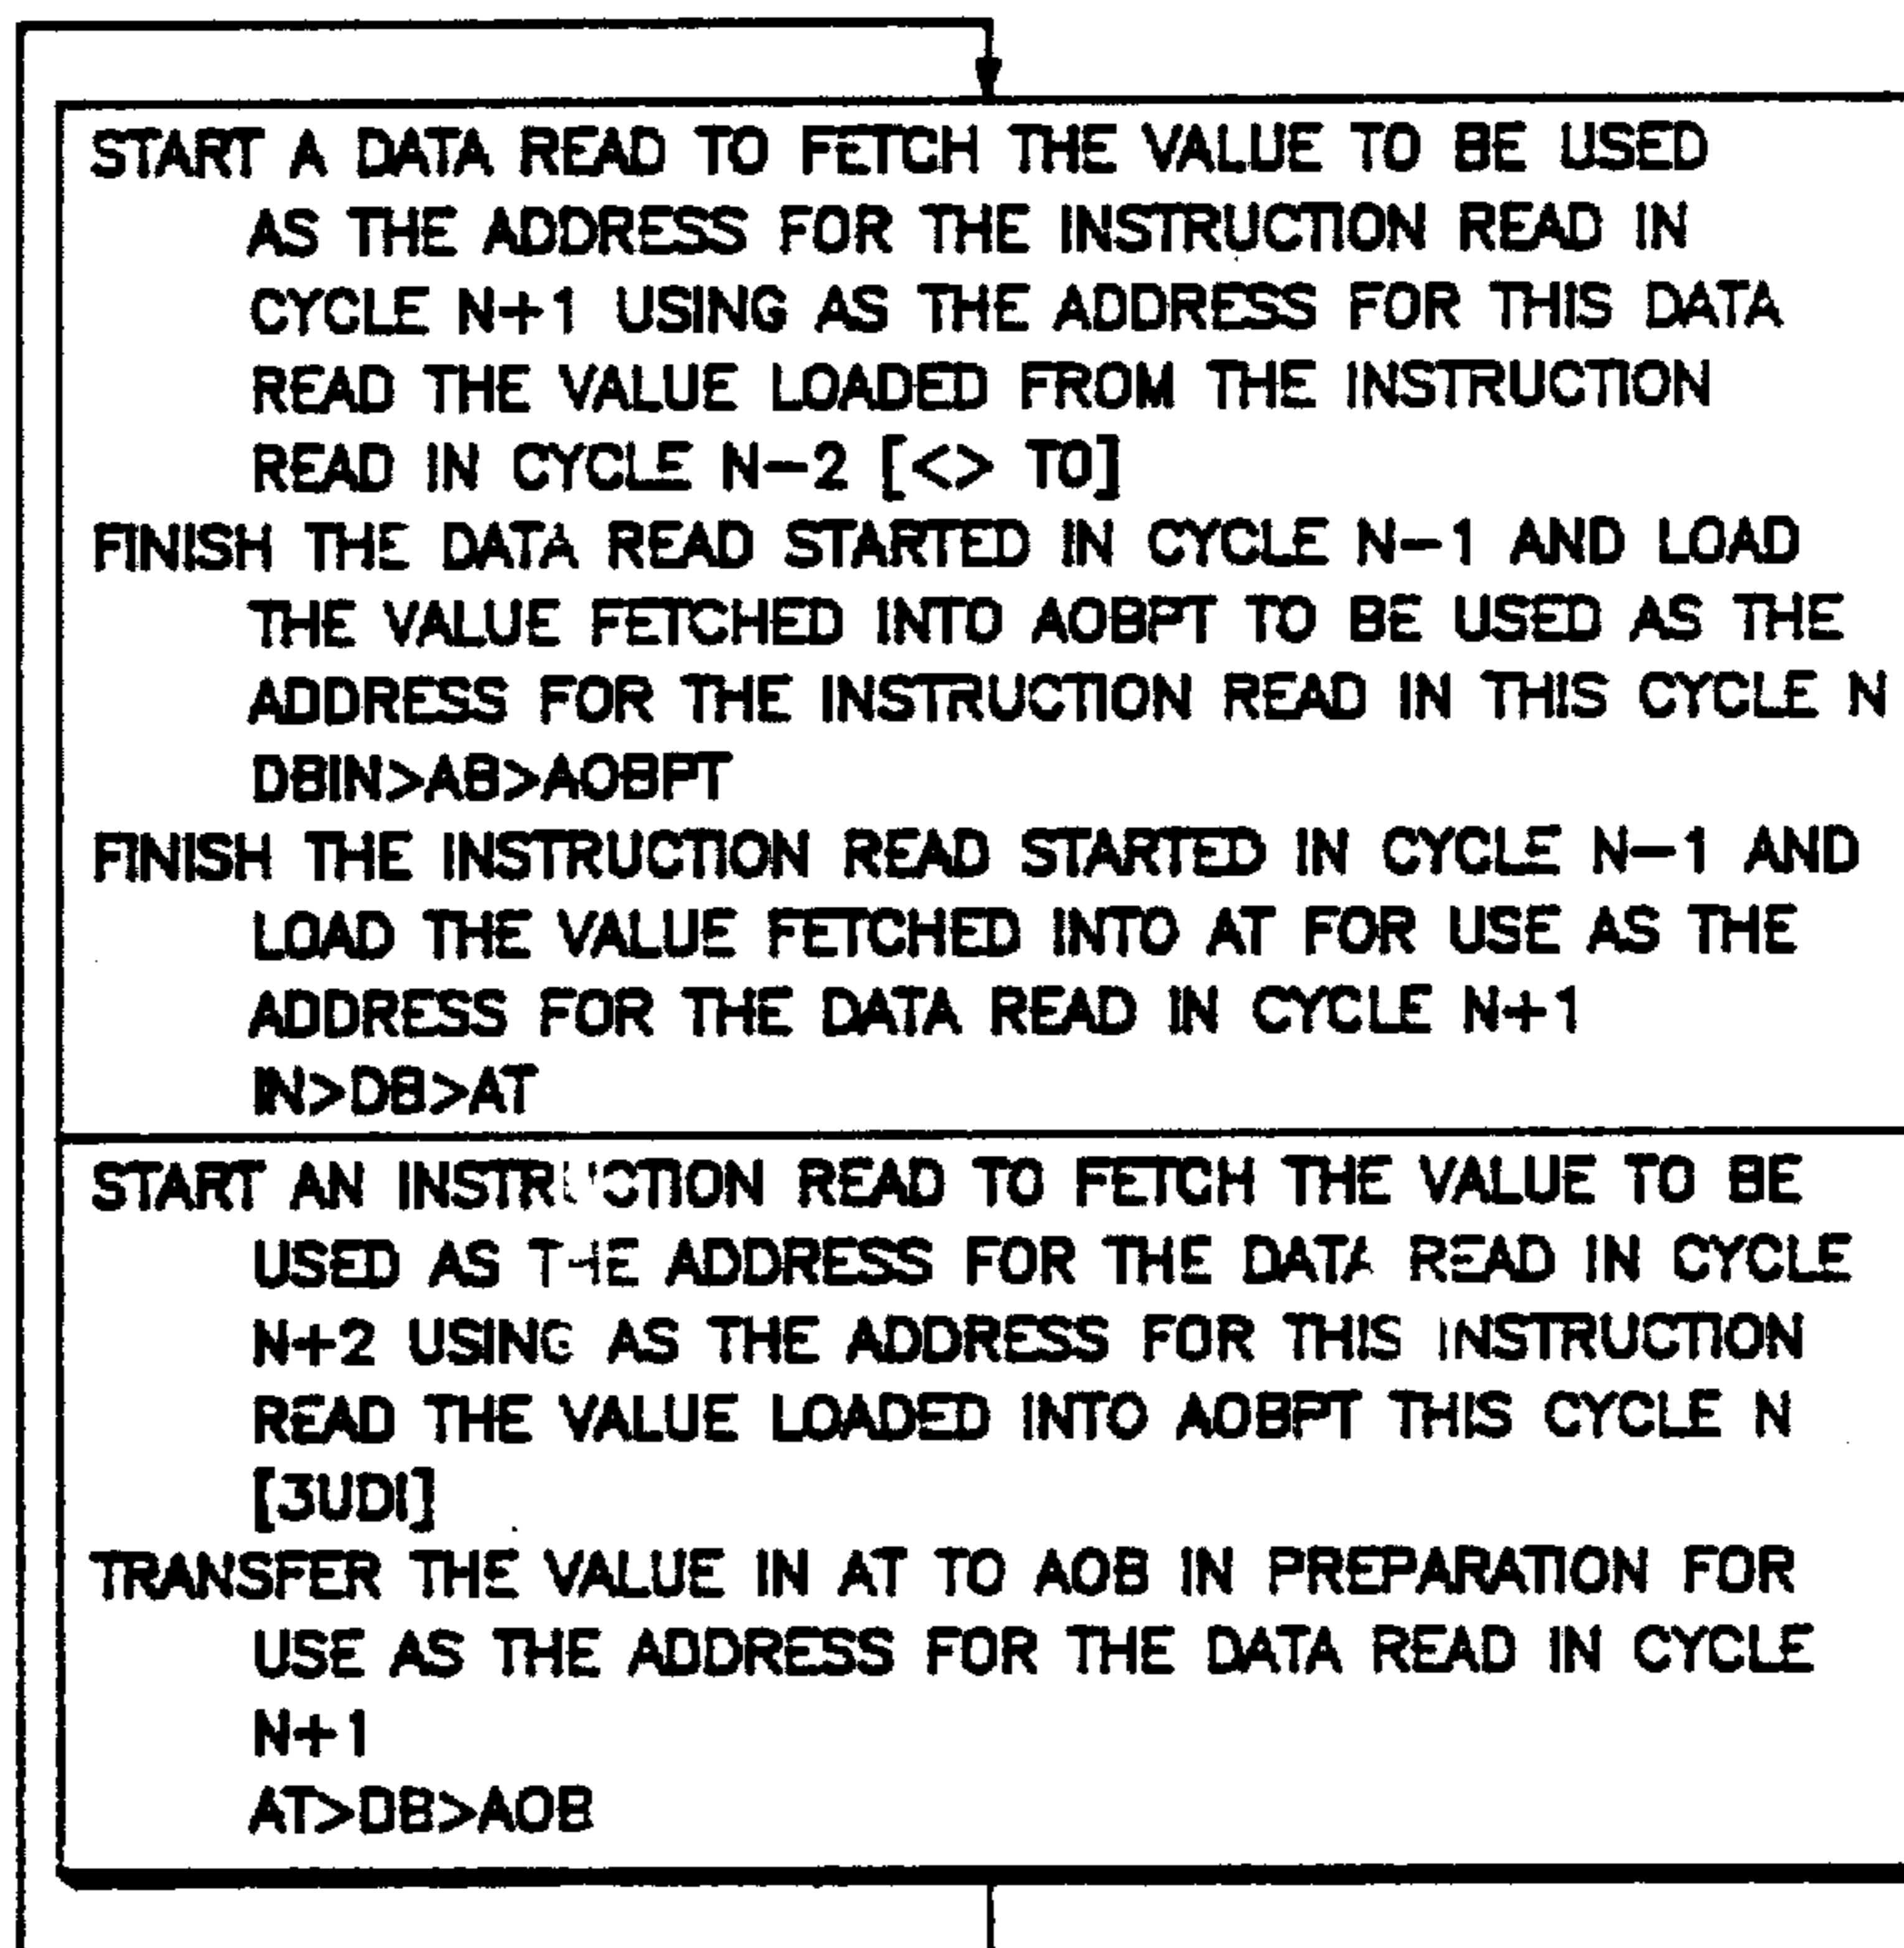 START A DATA READ TO FETCH THE VALUE TO BE USED
AS THE ADDRESS FOR THE INSTRUCTION READ IN
CYCLE N+1 USING AS THE ADDRESS FOR THIS DATA
READ THE VALUE LOADED FROM THE INSTRUCTION
READ IN CYCLE N-2 [<> T0]
FINISH THE DATA READ STARTED IN CYCLE N-1 AND LOAD
THE VALUE FETCHED INTO AOBPT TO BE USED AS THE
ADDRESS FOR THE INSTRUCTION READ IN THIS CYCLE N
DBIN>AB>AOBPT
FINISH THE INSTRUCTION READ STARTED IN CYCLE N-1 AND
LOAD THE VALUE FETCHED INTO AT FOR USE AS THE
ADDRESS FOR THE DATA READ IN CYCLE N+1
IN>DB>AT
START AN INSTRUCTION READ TO FETCH THE VALUE TO BE
USED AS THE ADDRESS FOR THE DATA READ IN CYCLE
N+2 USING AS THE ADDRESS FOR THIS INSTRUCTION
READ THE VALUE LOADED INTO AOBPT THIS CYCLE N
[3UDI]
TRANSFER THE VALUE IN AT TO AOB IN PREPARATION FOR
USE AS THE ADDRESS FOR THE DATA READ IN CYCLE
N+1
AT>DB>AOB